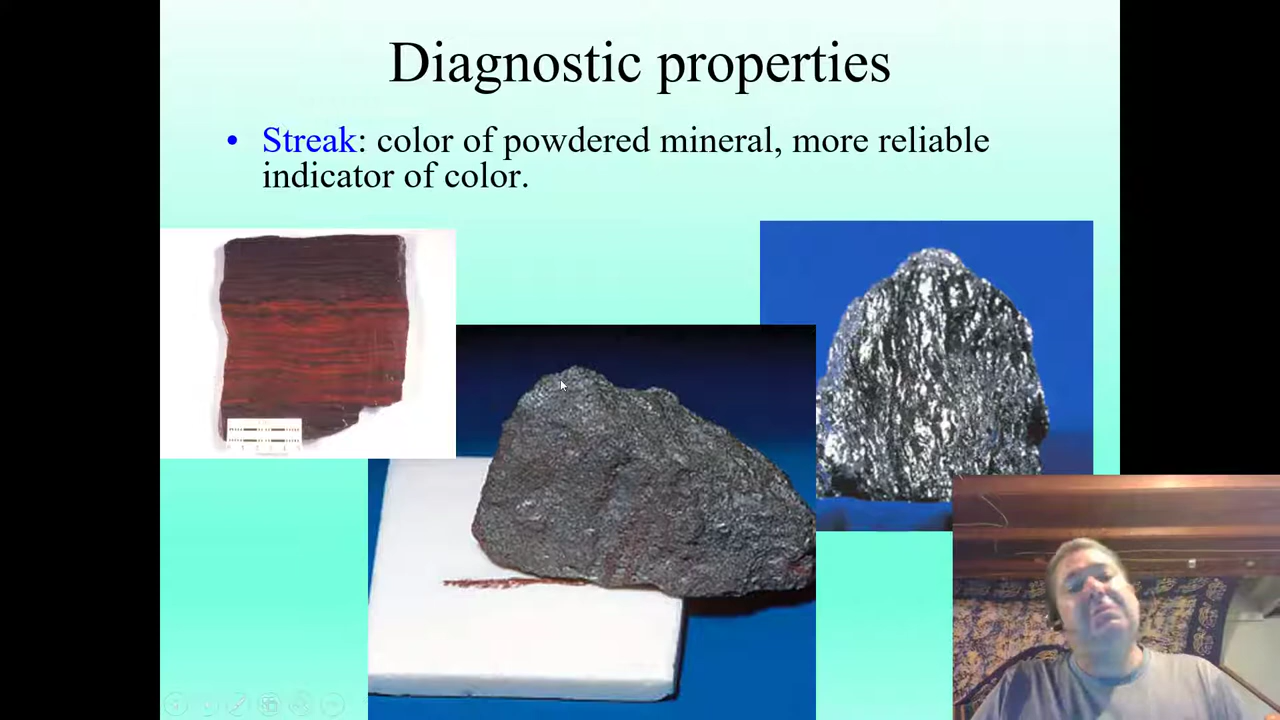 Diagnostic properties
• Streak: color of powdered mineral, more reliable
indicator of color.